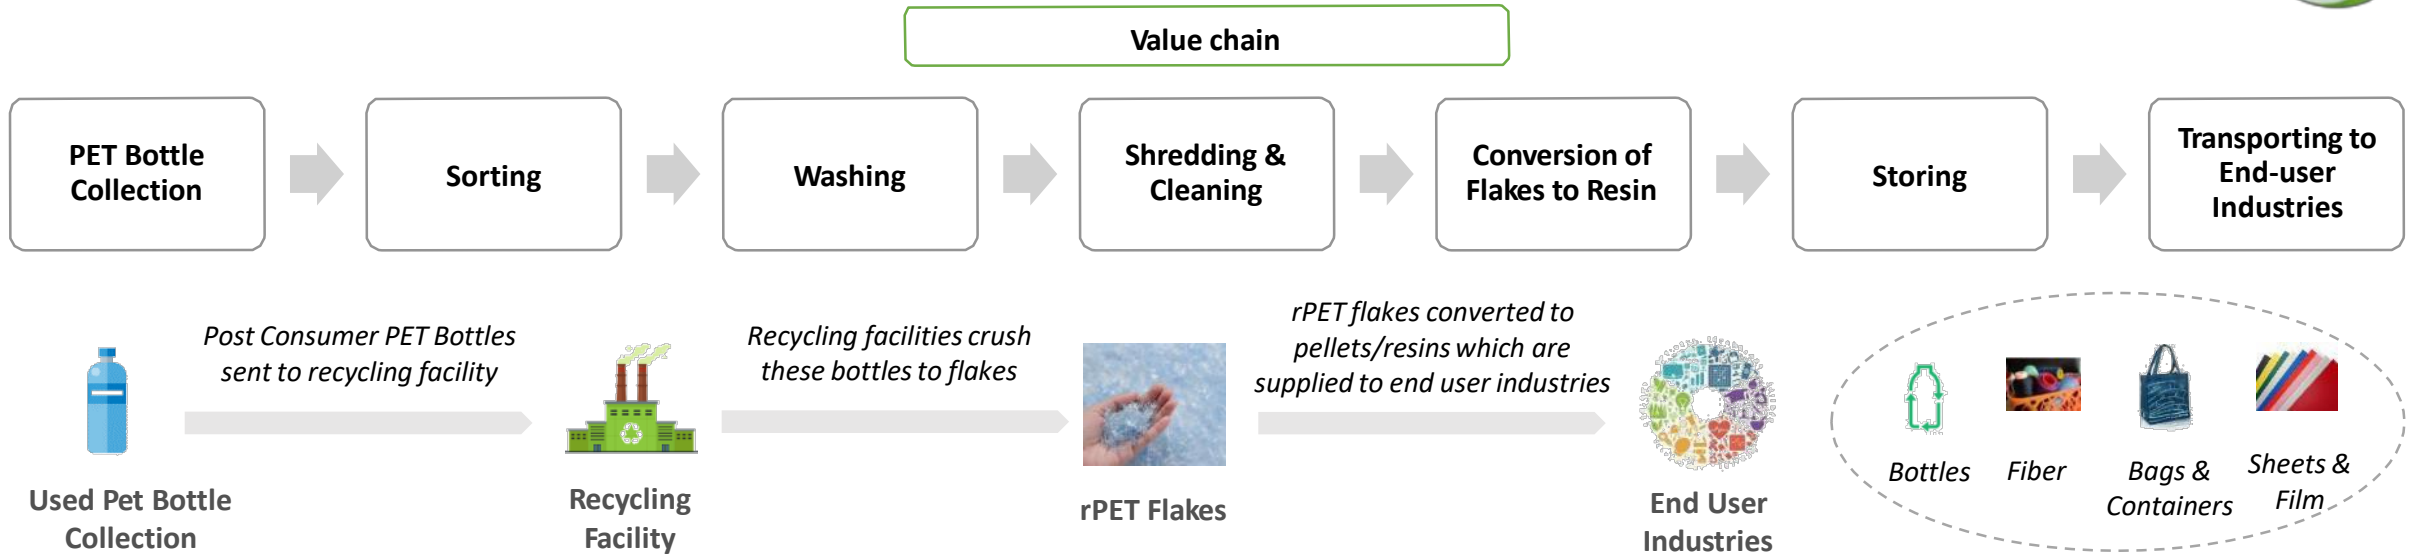 Value chain
PET Bottle
Collection
Sorting
Washing
Shredding &
Cleaning
Conversion of
Flakes to Resin
Storing
Transporting to
End-user
Industries
Post Consumer PET Bottles
sent to recycling facility
Recycling facilities crush
these bottles to flakes
rPET flakes converted to
pellets/resins which are
supplied to end user industries
Used Pet Bottle
Collection
Recycling
Facility
rPET Flakes
End User
Industries
Bottles
Fiber
Bags &
Containers
Sheets &
Film